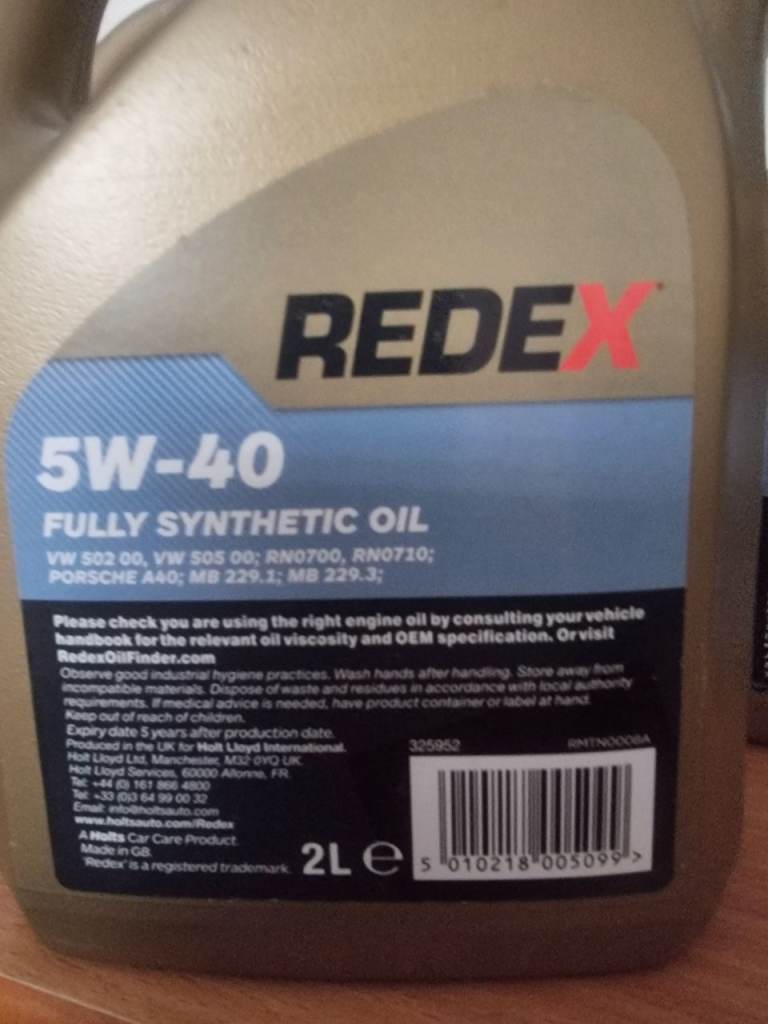 REDEX
5W-40
FULLY SYNTHETIC OIL
VW 502 00, VW 505 00; RN0700, RN0710;
PORSCHE A40; MB 229.1; MB 229.3;
Please check you are using the right engine oil by consulting your vehicle
handbook for the relevant oil viscosity and OEM specification. Or visit
RedexOilFinder.com
Observe good industrial hygiene practices. Wash hands after handling. Store away from
incompatible materials. Dispose of waste and residues in accordance with local authority
requirements. If medical advice is needed, have product container or label at hand.
Keep out of reach of children.
Expiry date 5 years after production date.
Produced in the UK for Holt Lloyd International.
Holt Lloyd Ltd, Manchester, M32 0YQ UK.
Holt Lloyd Services, 60000 Allonne, FR.
Tel: +44 (0) 161 866 4800
Tel: +33 (0)3 64 99 00 32
Email: info@holtsauto.com
www.holtsauto.com/Redex
A Holts Car Care Product.
Made in GB.
'Redex' is a registered trademark.
2L e
325952
RMTN0008A
5 010218 005099 >